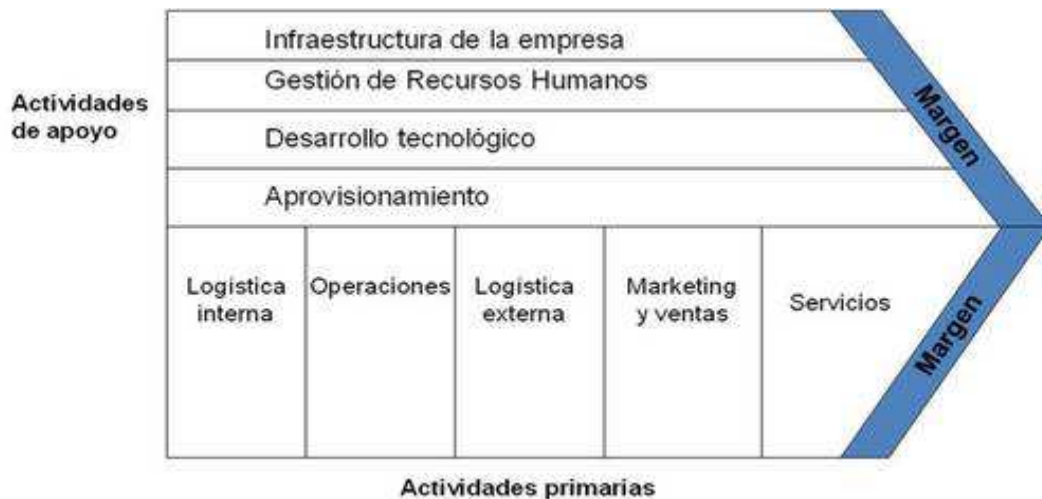 Infraestructura de la empresa
Gestión de Recursos Humanos
Actividades
de apoyo
Desarrollo tecnológico
Aprovisionamiento
Margen
Logística
interna
Operaciones
Logística
externa
Marketing
y ventas
Servicios
Margen
Actividades primarias